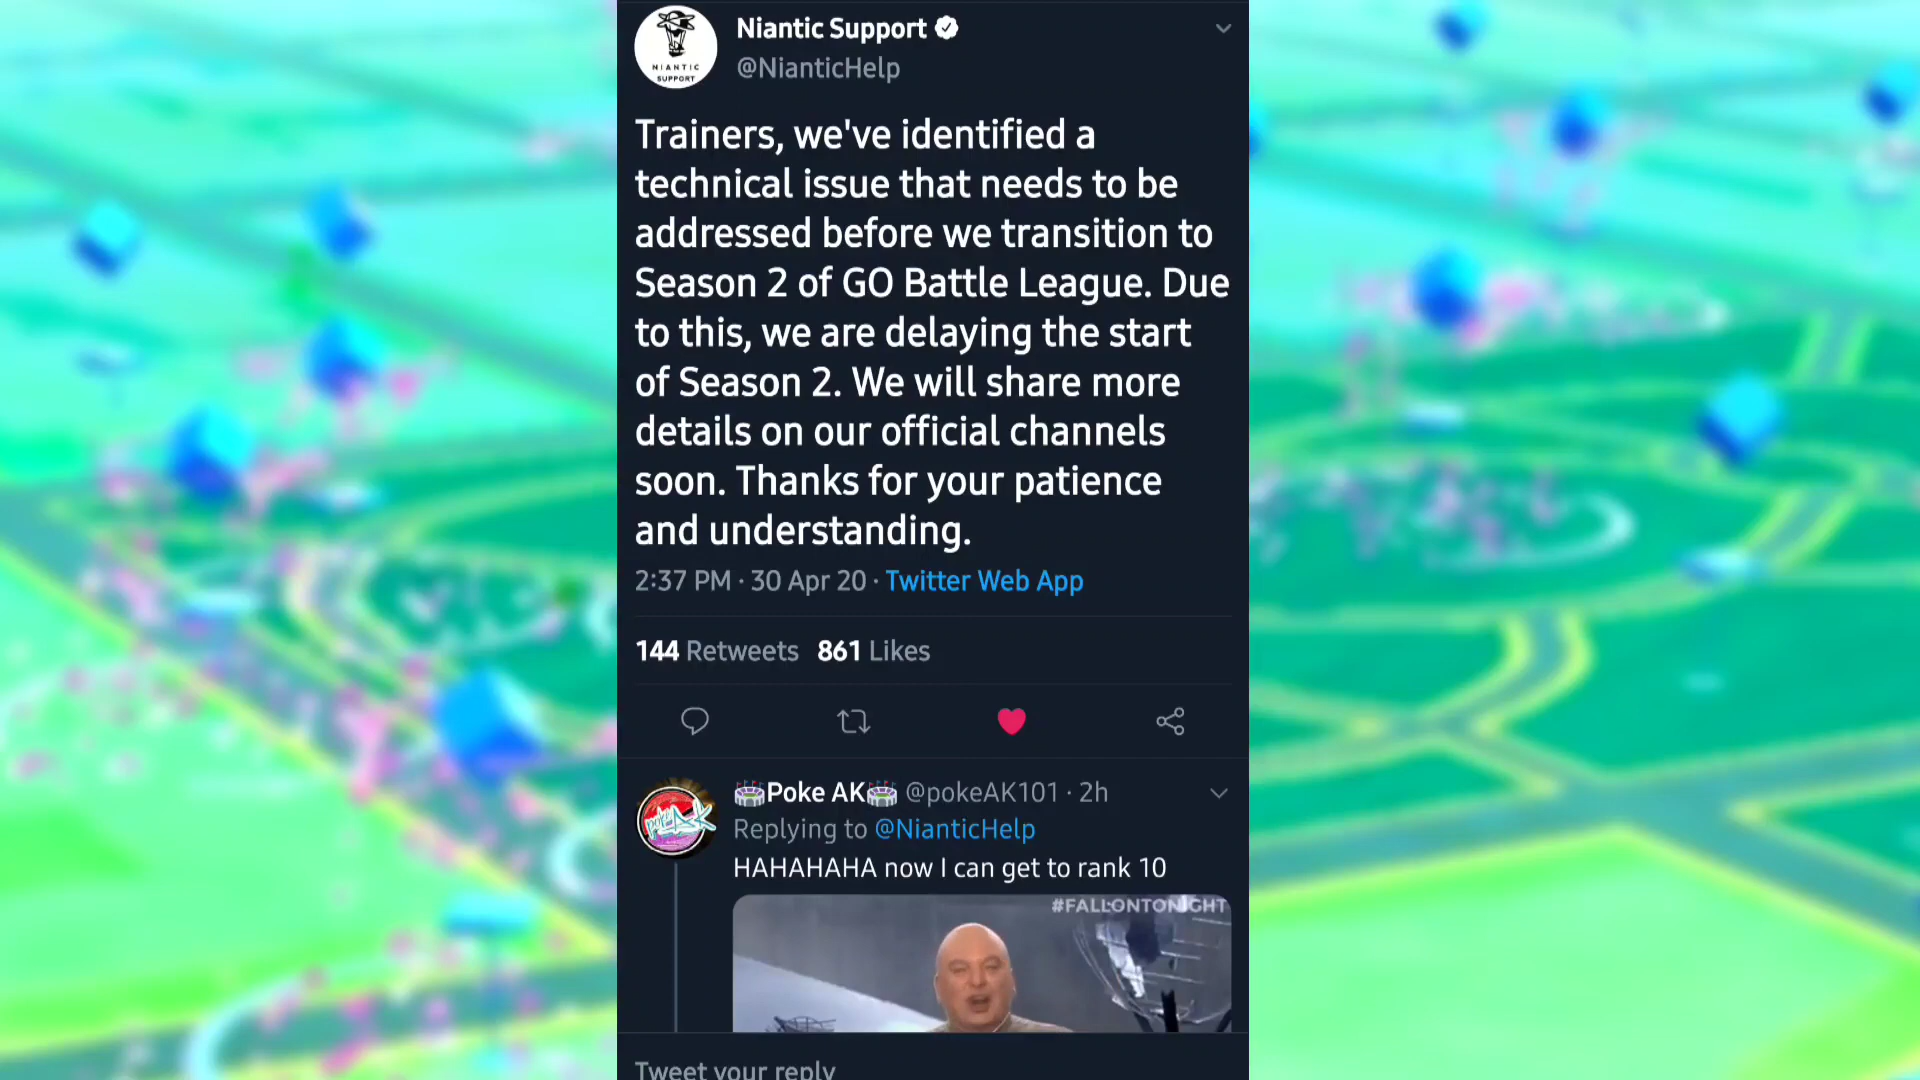 NIANTIC
SUPPORT
Niantic Support
@NianticHelp
Trainers, we've identified a
technical issue that needs to be
addressed before we transition to
Season 2 of GO Battle League. Due
to this, we are delaying the start
of Season 2. We will share more
details on our official channels
soon. Thanks for your patience
and understanding.
2:37 PM · 30 Apr 20 · Twitter Web App
144 Retweets 861 Likes
Poke AK @pokeAK101 · 2h
Replying to @NianticHelp
HAHAHAHA now I can get to rank 10
#FALLONTONIGHT
Tweet your reply